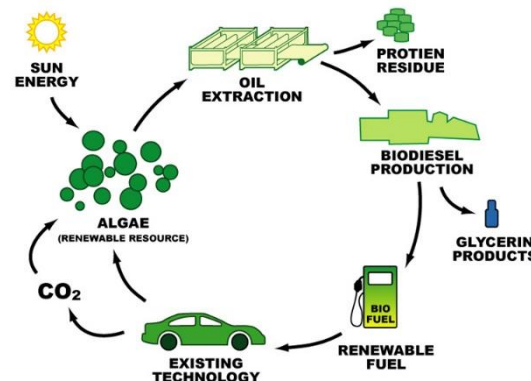 SUN
ENERGY
OIL
EXTRACTION
PROTIEN
RESIDUE
BIODIESEL
PRODUCTION
GLYCERIN
PRODUCTS
BIO
FUEL
RENEWABLE
FUEL
EXISTING
TECHNOLOGY
CO₂
ALGAE
(RENEWABLE RESOURCE)